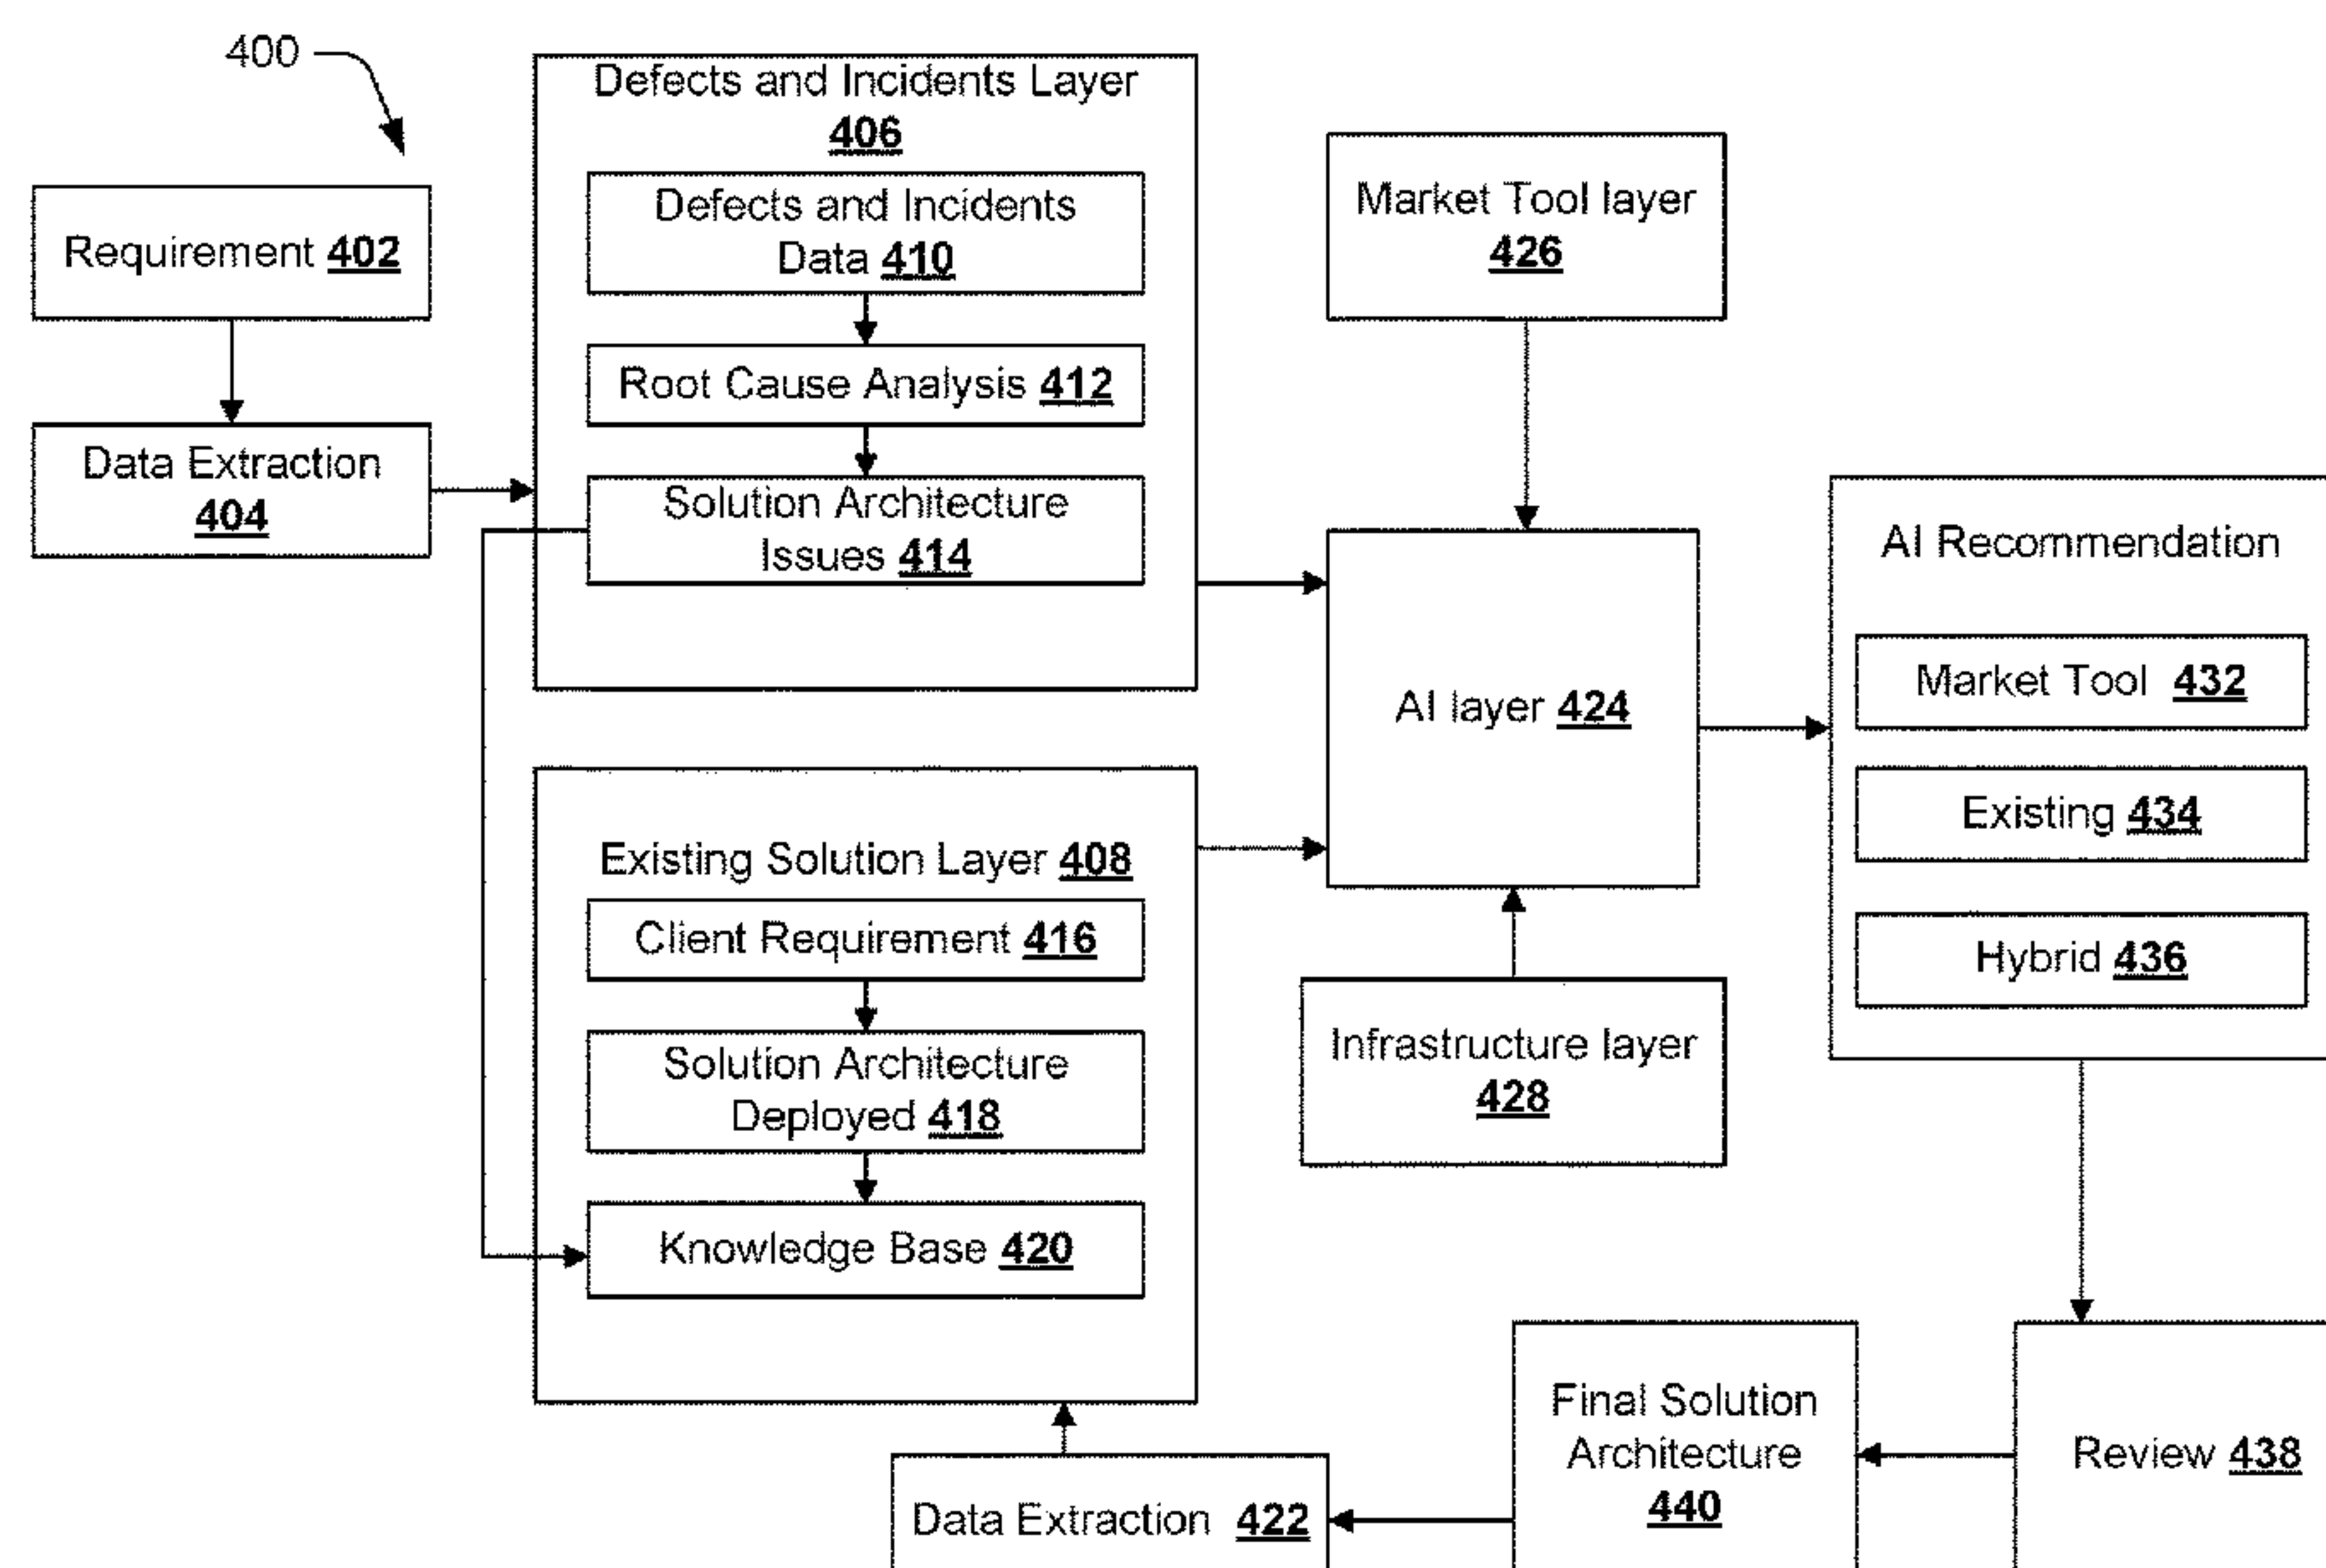 400
Requirement 402
Data Extraction
404
Defects and Incidents Layer
406
Defects and Incidents
Data 410
Root Cause Analysis 412
Solution Architecture
Issues 414
Existing Solution Layer 408
Client Requirement 416
Solution Architecture
Deployed 418
Knowledge Base 420
Market Tool layer
426
AI layer 424
Infrastructure layer
428
AI Recommendation
Market Tool 432
Existing 434
Hybrid 436
Review 438
Final Solution
Architecture
440
Data Extraction 422